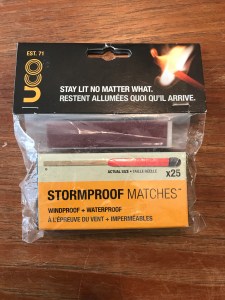 EST. 71
uco
STAY LIT NO MATTER WHAT.
RESTENT ALLUMÉES QUOI QU'IL ARRIVE.
ACTUAL SIZE • TAILLE RÉELLE
x25
STORMPROOF MATCHES™
WINDPROOF + WATERPROOF
À L'ÉPREUVE DU VENT + IMPERMÉABLES